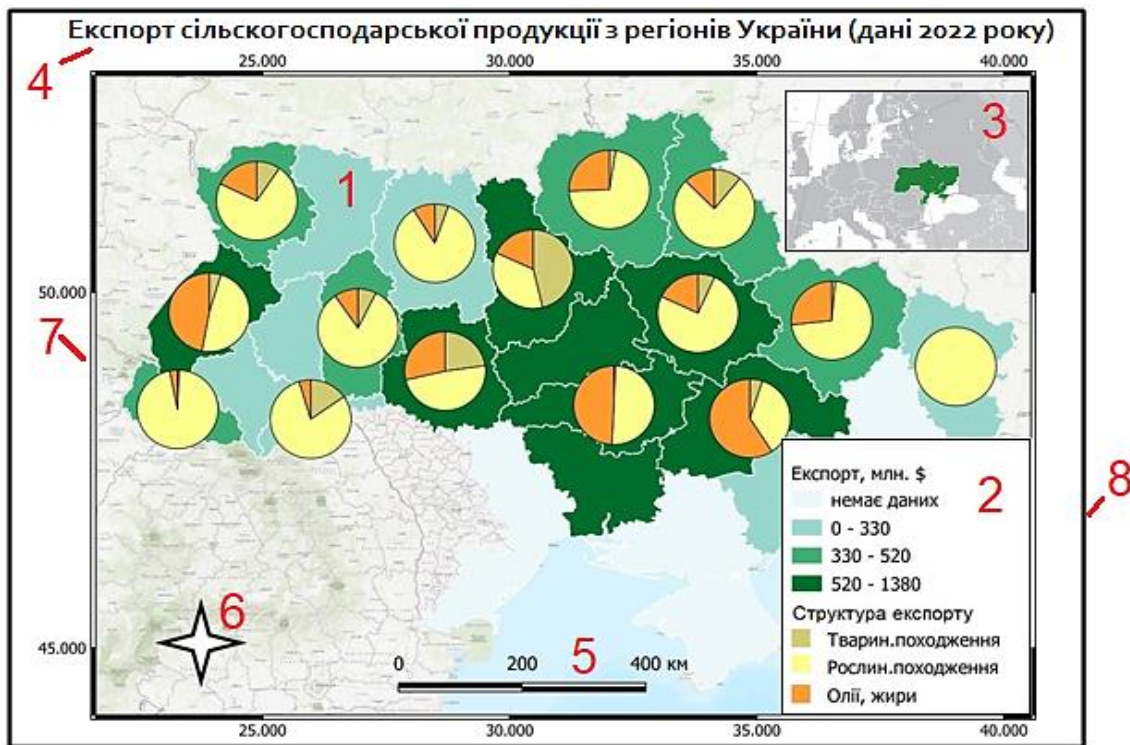 Експорт сільскогосподарської продукції з регіонів України (дані 2022 року)
4
25.000
30.000
35.000
40.000
3
1
50.000
7
Експорт, млн. $
2
немає даних
0 - 330
330 - 520
520 - 1380
8
Структура експорту
Тварин.походження
Рослин.походження
Олії, жири
6
5
0
200
400 км
45.000
25.000
30.000
35.000
40.000